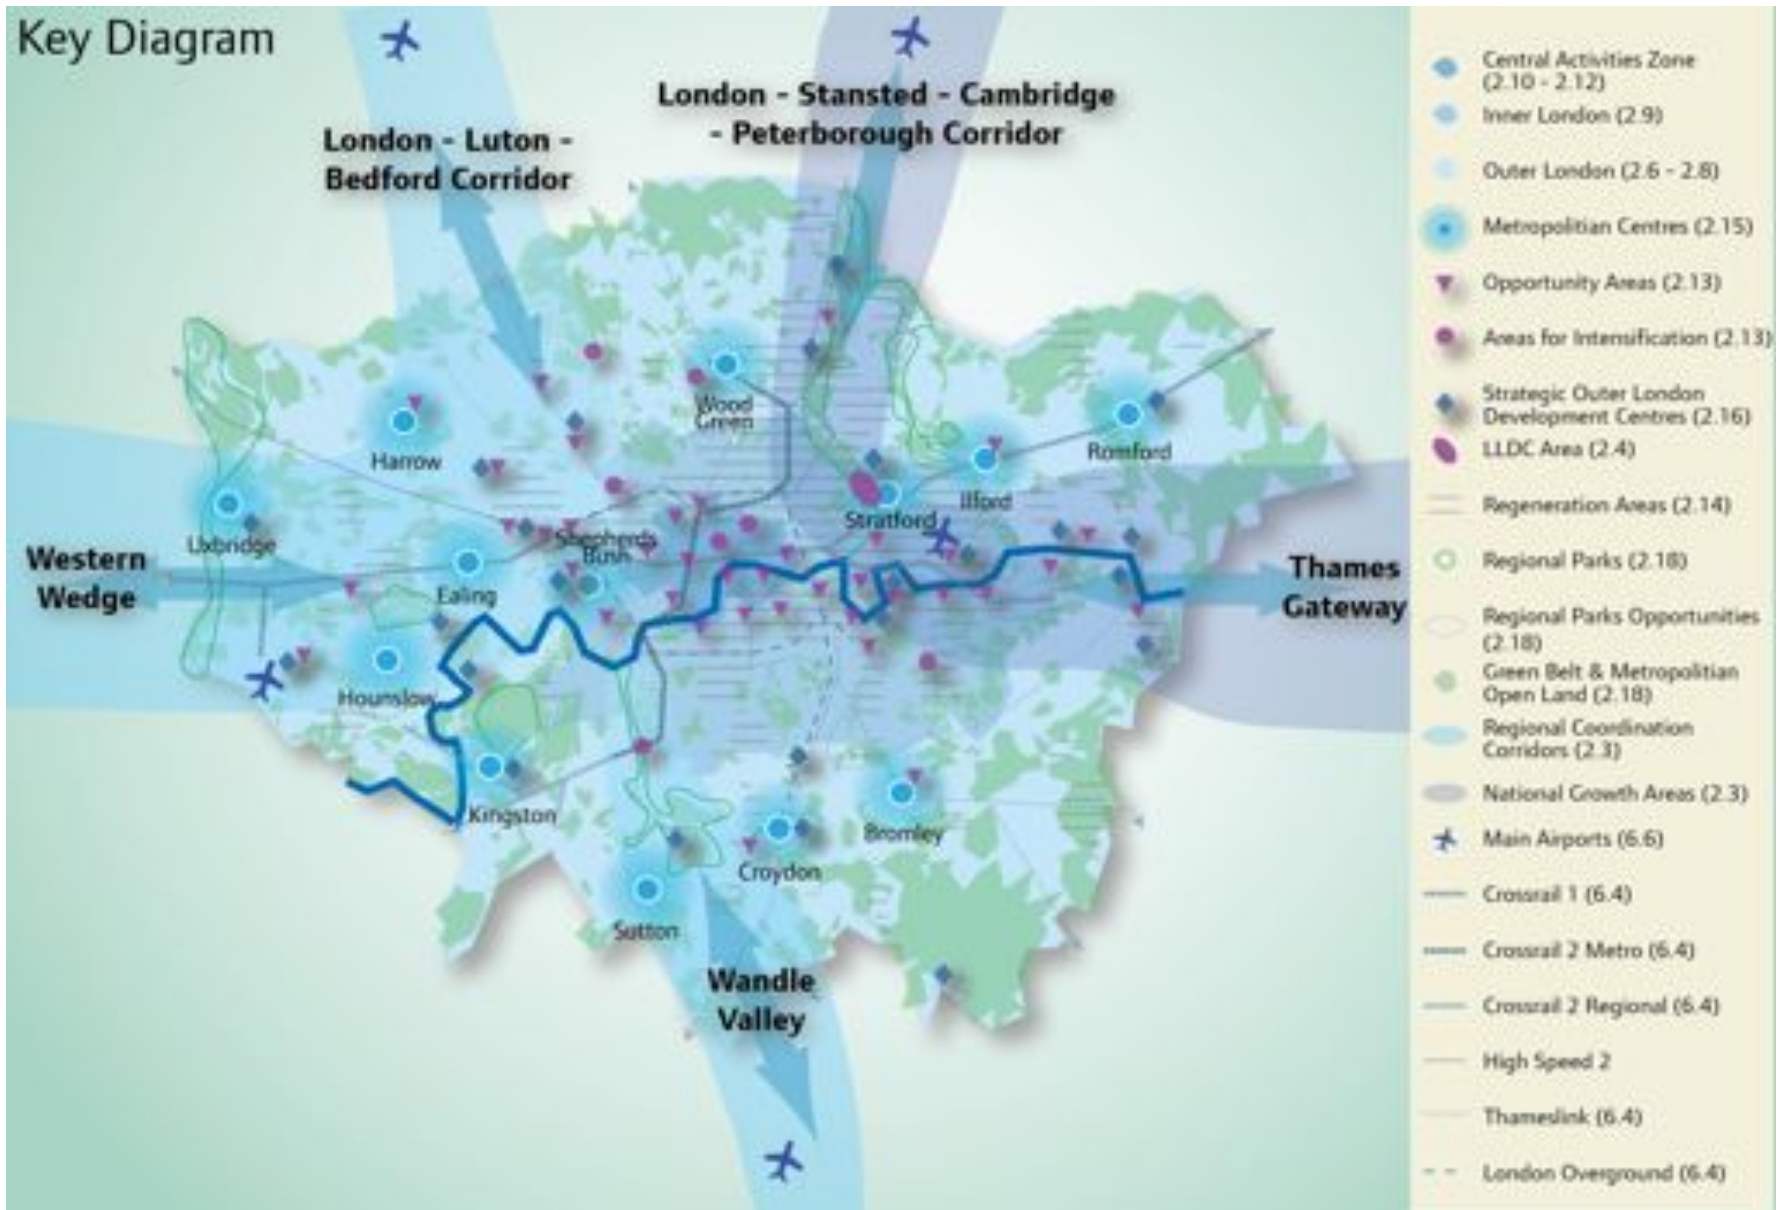 Key Diagram
London - Luton -
Bedford Corridor
London - Stansted - Cambridge
- Peterborough Corridor
Wood
Green
Harrow
Romford
Ilford
Stratford
Uxbridge
Shepherds
Bush
Western
Wedge
Ealing
Thames
Gateway
Hounslow
Kingston
Croydon
Bromley
Sutton
Wandle
Valley
Central Activities Zone
(2.10 - 2.12)
Inner London (2.9)
Outer London (2.6 - 2.8)
Metropolitian Centres (2.15)
Opportunity Areas (2.13)
Areas for Intensification (2.13)
Strategic Outer London
Development Centres (2.16)
LLDC Area (2.4)
Regeneration Areas (2.14)
Regional Parks (2.18)
Regional Parks Opportunities
(2.18)
Green Belt & Metropolitian
Open Land (2.18)
Regional Coordination
Corridors (2.3)
National Growth Areas (2.3)
Main Airports (6.6)
Crossrail 1 (6.4)
Crossrail 2 Metro (6.4)
Crossrail 2 Regional (6.4)
High Speed 2
Thameslink (6.4)
London Overground (6.4)